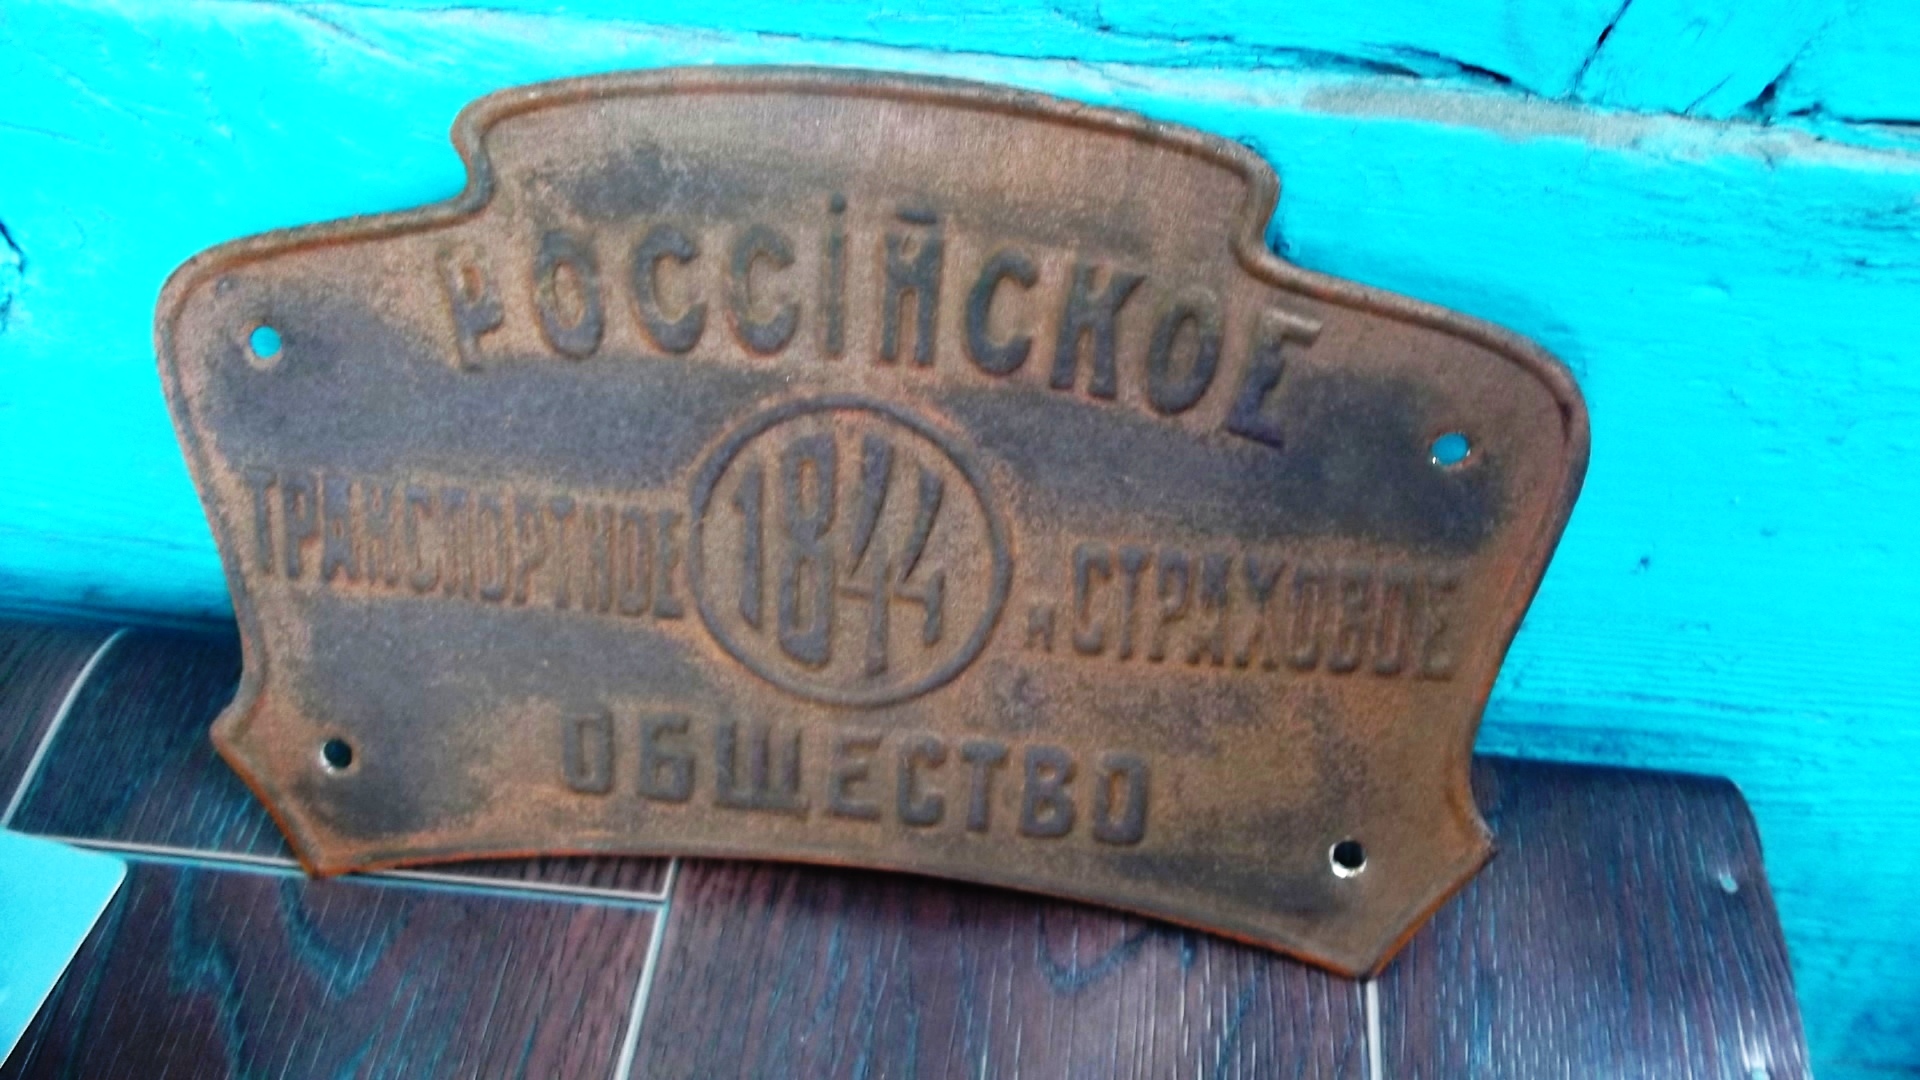 РОССІЙСКОЕ
ТРАНСПОРТНОЕ 1844 и СТРАХОВОЕ
ОБЩЕСТВО